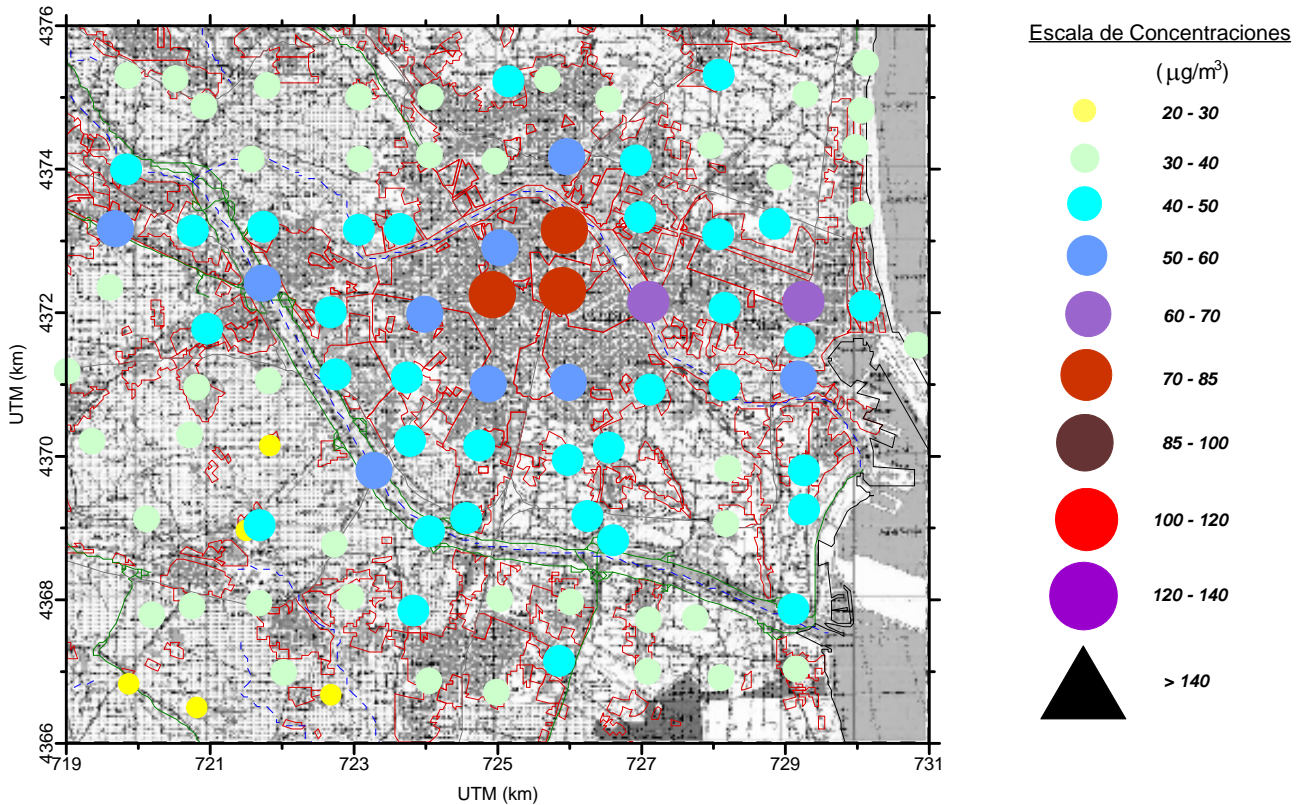 4376
4374
4372
4370
4368
4366
UTM (km)
719
721
723
725
727
729
731
UTM (km)
Escala de Concentraciones
( µg/m³)
20 - 30
30 - 40
40 - 50
50 - 60
60 - 70
70 - 85
85 - 100
100 - 120
120 - 140
> 140